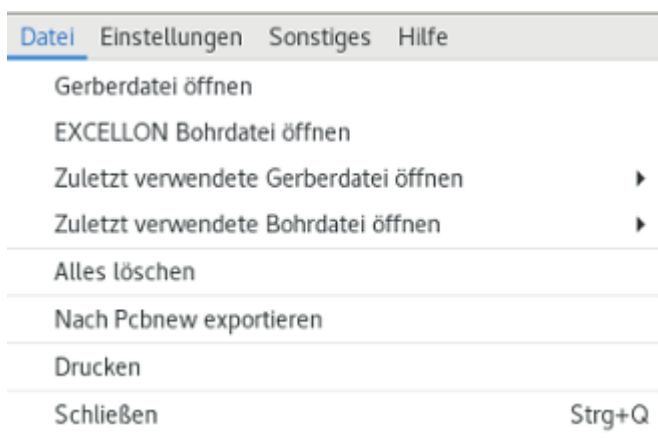 Datei Einstellungen Sonstiges Hilfe
Gerberdatei öffnen
EXCELLON Bohrdatei öffnen
Zuletzt verwendete Gerberdatei öffnen
Zuletzt verwendete Bohrdatei öffnen
Alles löschen
Nach Pcbnew exportieren
Drucken
Schließen Strg+Q